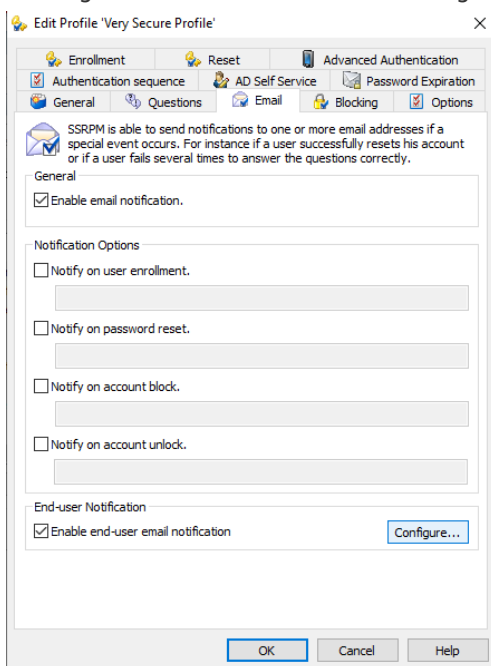 Edit Profile 'Very Secure Profile'
Enrollment Reset Advanced Authentication
Authentication sequence AD Self Service Password Expiration
General Questions Email Blocking Options
SSRPM is able to send notifications to one or more email addresses if a
special event occurs. For instance if a user successfully resets his account
or if a user fails several times to answer the questions correctly.
General
Enable email notification.
Notification Options
Notify on user enrollment.
Notify on password reset.
Notify on account block.
Notify on account unlock.
End-user Notification
Enable end-user email notification
Configure...
OK Cancel Help